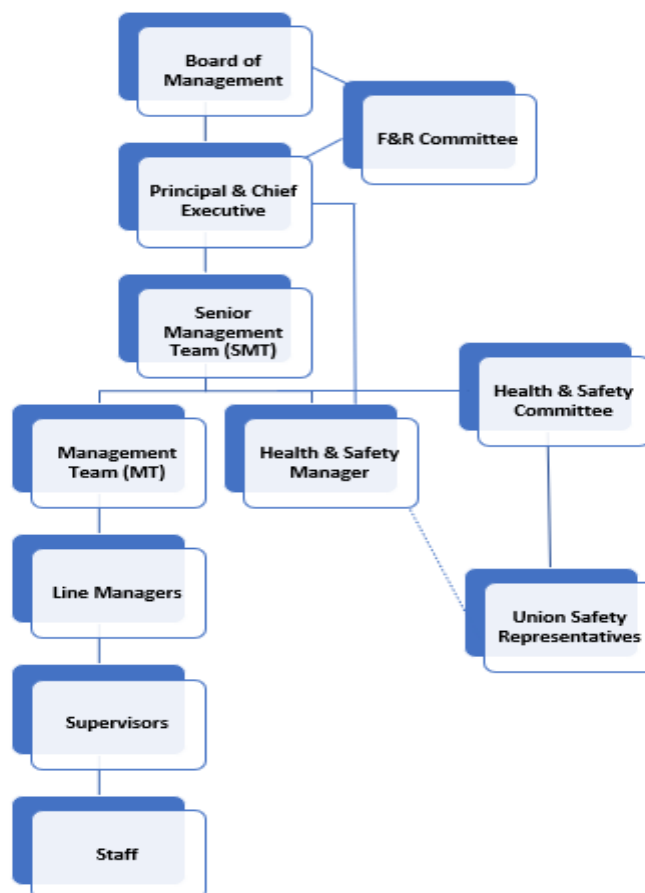 Board of
Management
F&R Committee
Principal & Chief
Executive
Senior
Management
Team (SMT)
Management
Team (MT)
Health & Safety
Manager
Health & Safety
Committee
Line Managers
Union Safety
Representatives
Supervisors
Staff